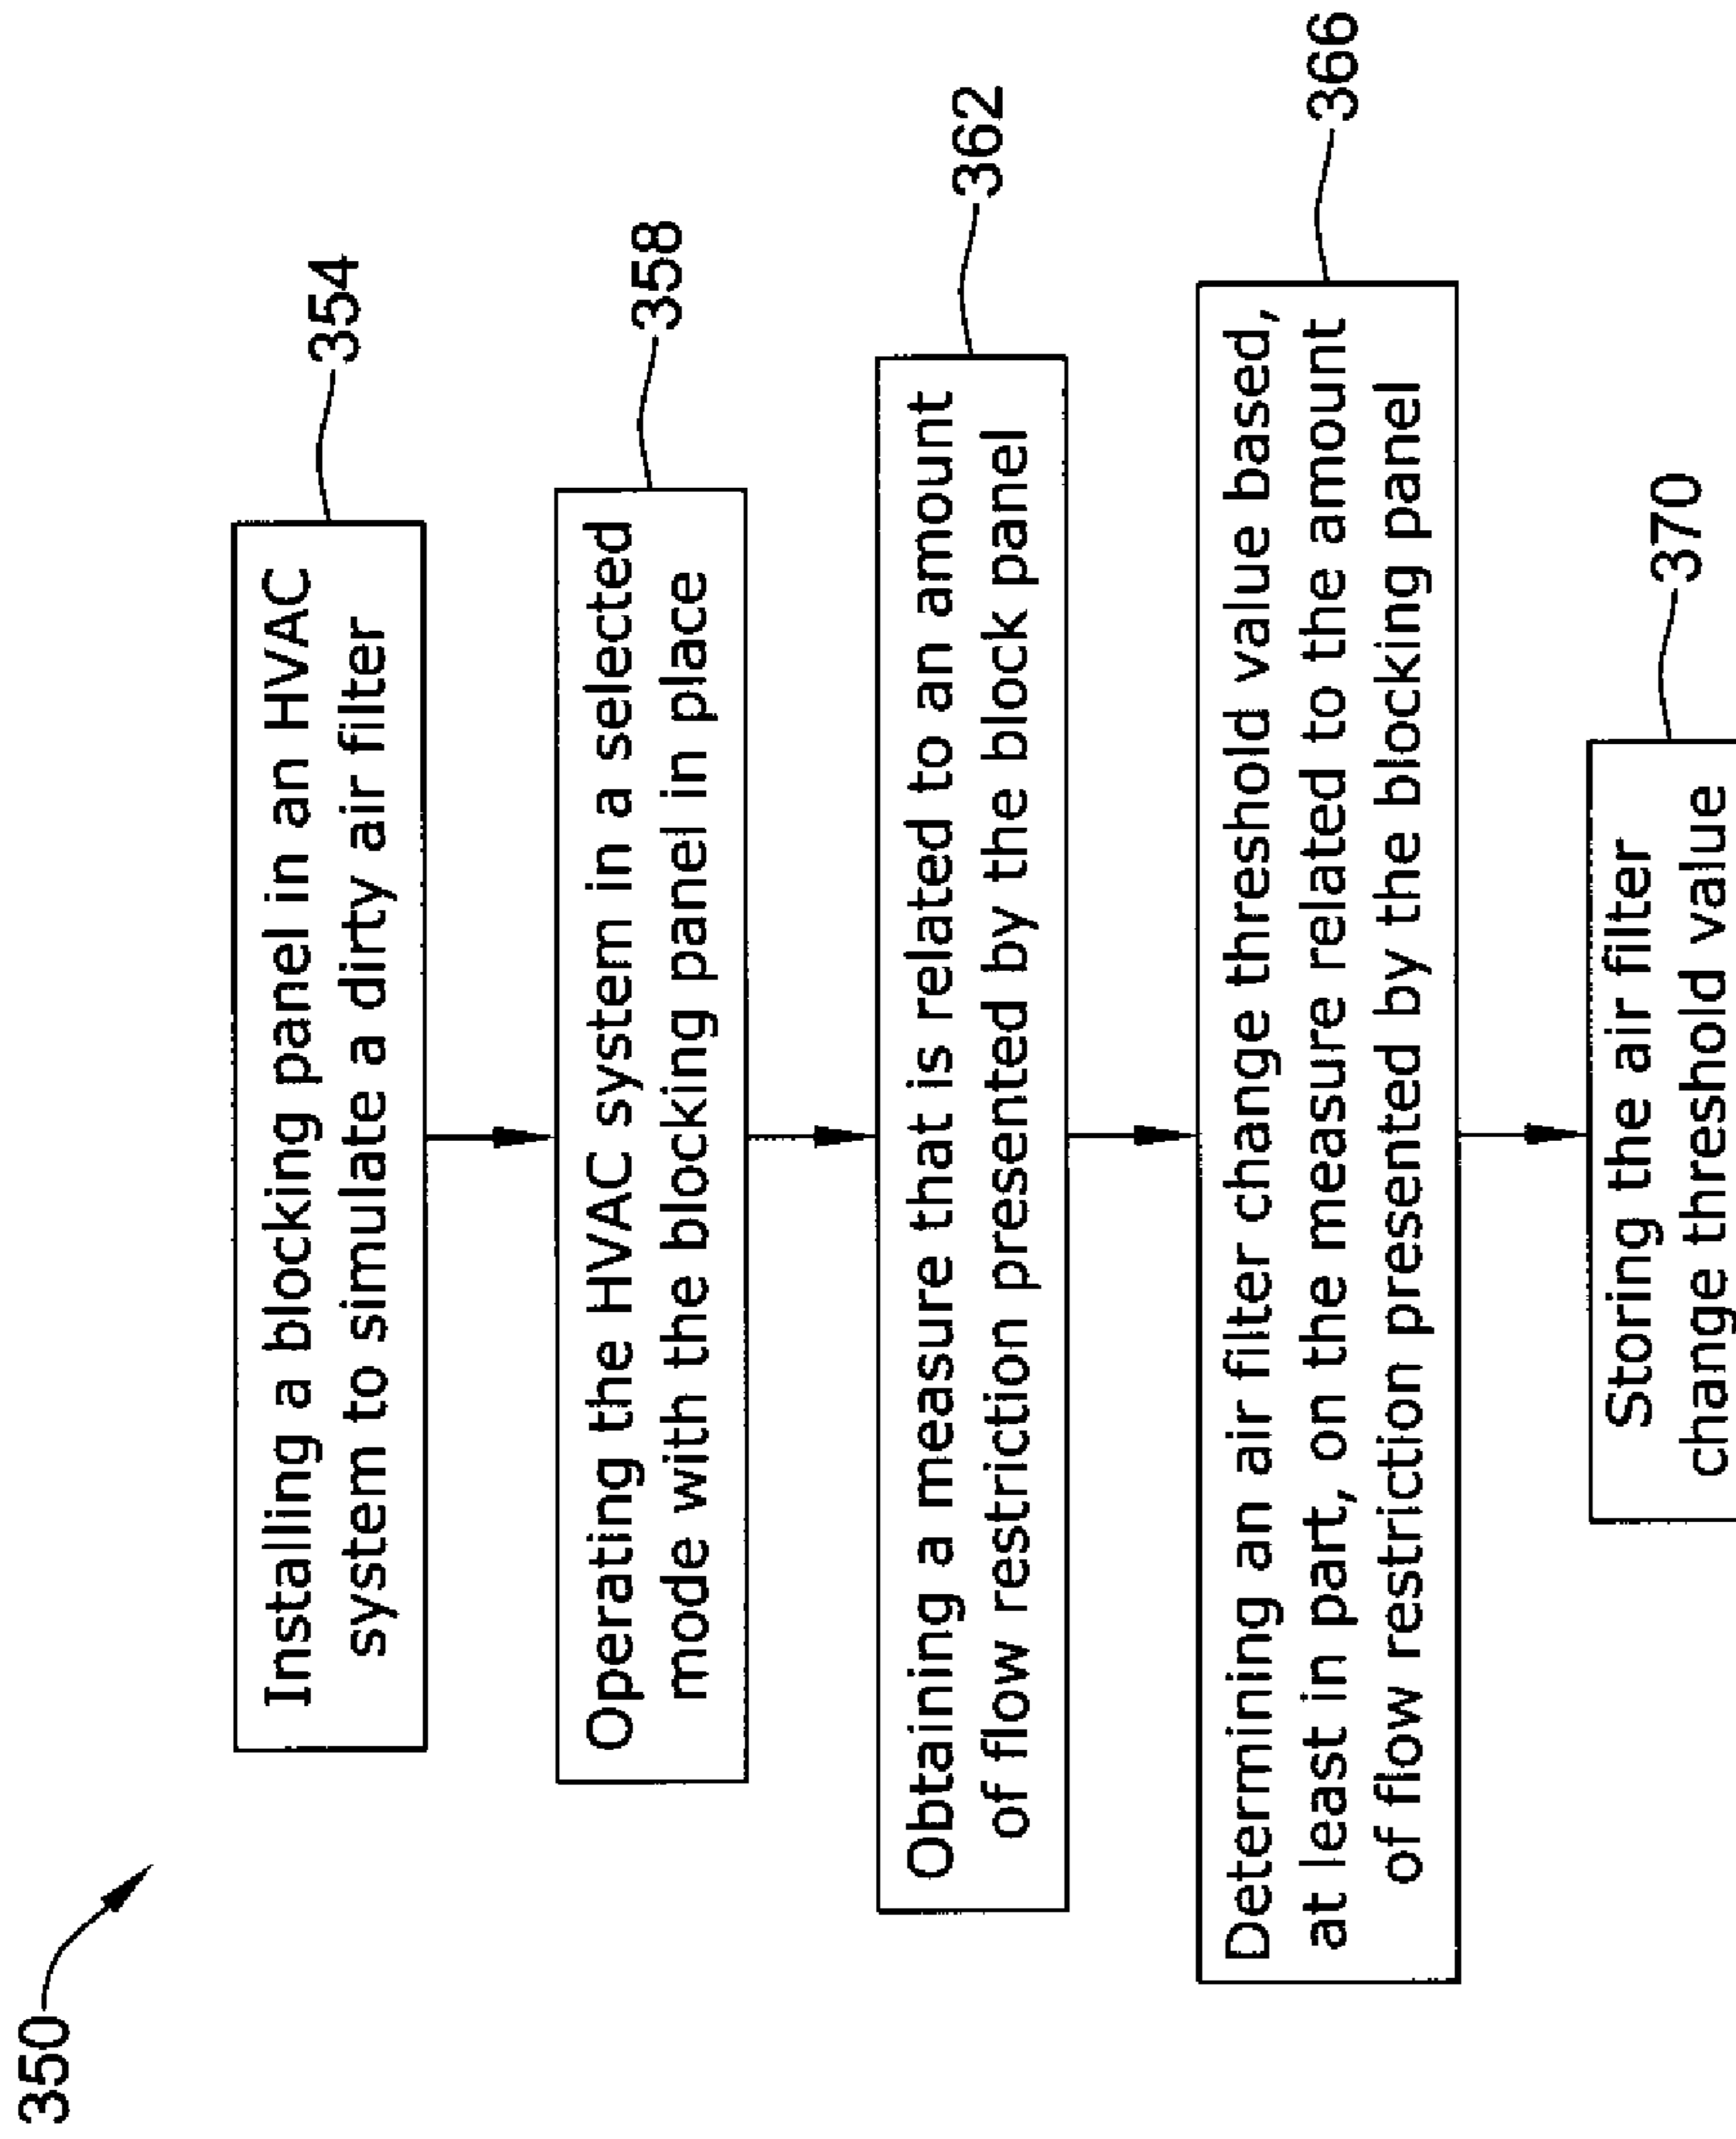 350
354
Installing a blocking panel in an HVAC
system to simulate a dirty air filter
358
Operating the HVAC system in a selected
mode with the blocking panel in place
362
Obtaining a measure that is related to an amount
of flow restriction presented by the block panel
366
Determining an air filter change threshold value based,
at least in part, on the measure related to the amount
of flow restriction presented by the blocking panel
370
Storing the air filter
change threshold value